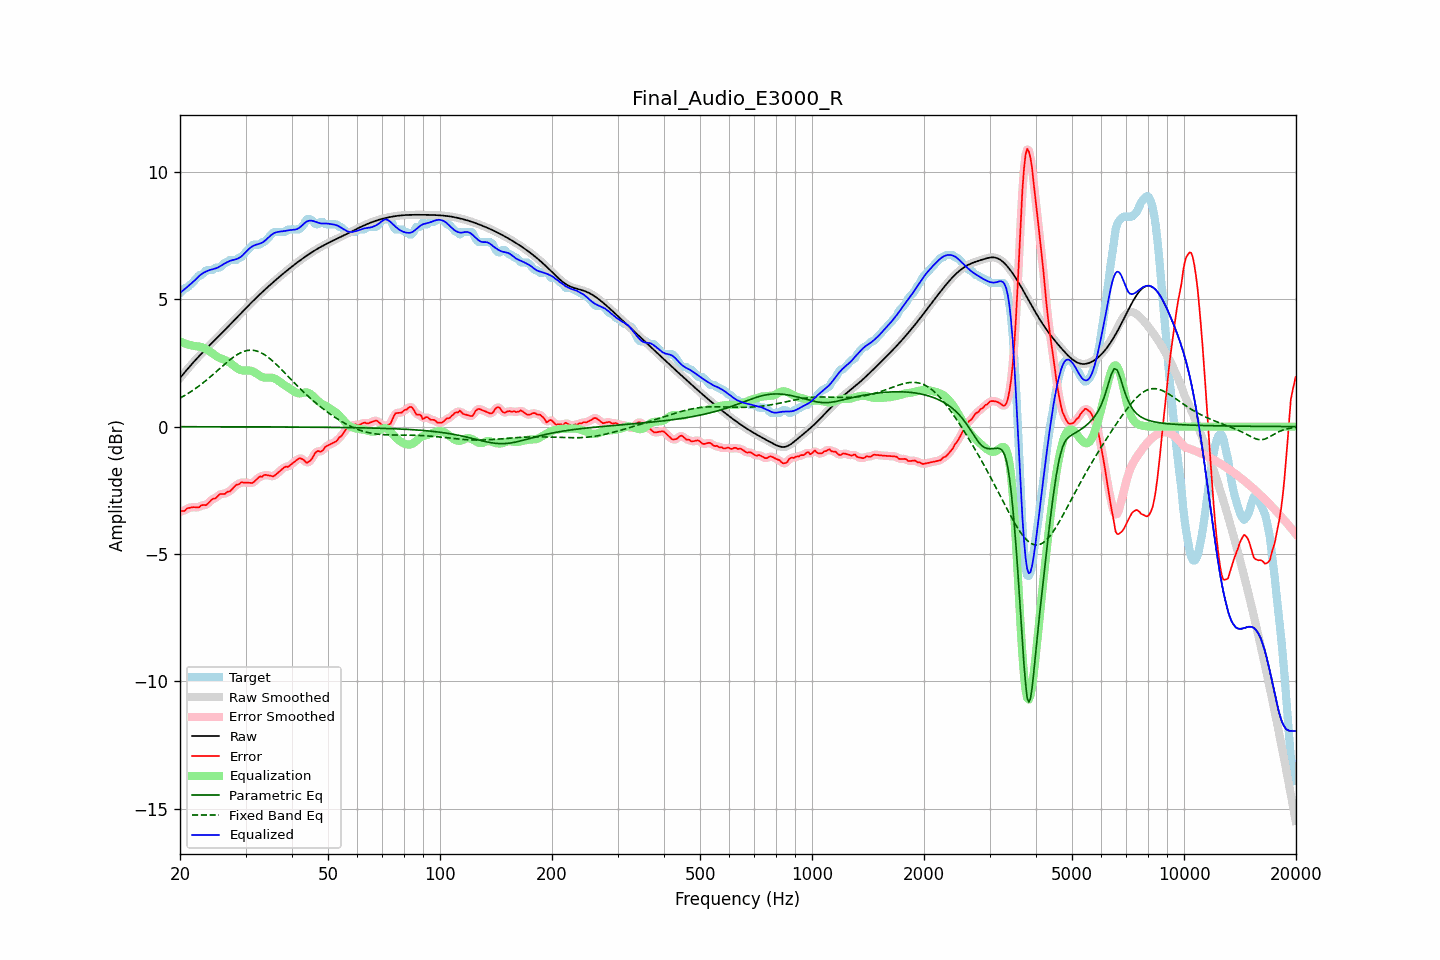 Final_Audio_E3000_R
Amplitude (dBr)
10
5
0
−5
−10
−15
Target
Raw Smoothed
Error Smoothed
Raw
Error
Equalization
Parametric Eq
Fixed Band Eq
Equalized
20 50 100 200 500 1000 2000 5000 10000 20000
Frequency (Hz)